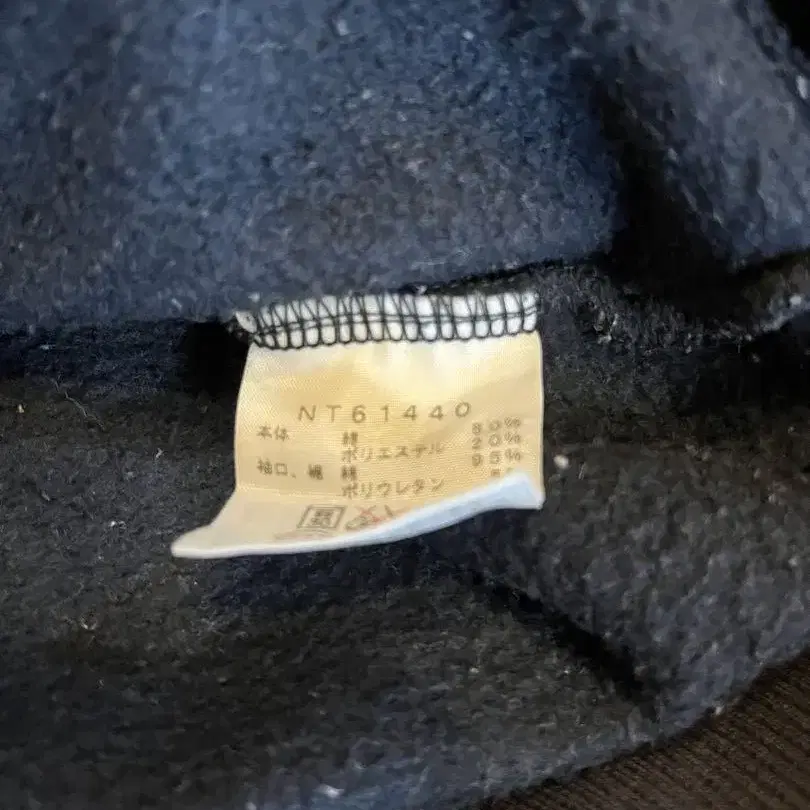 NT61440
本体 綿 80%
ポリエステル 20%
袖口、裾 綿 95%
ポリウレタン